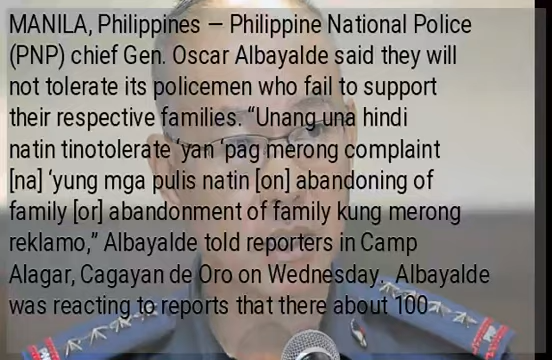 MANILA, Philippines — Philippine National Police
(PNP) chief Gen. Oscar Albayalde said they will
not tolerate its policemen who fail to support
their respective families. “Unang una hindi
natin tinotolerate ‘yan ‘pag merong complaint
[na] ‘yung mga pulis natin [on] abandoning of
family [or] abandonment of family kung merong
reklamo,” Albayalde told reporters in Camp
Alagar, Cagayan de Oro on Wednesday. Albayalde
was reacting to reports that there about 100